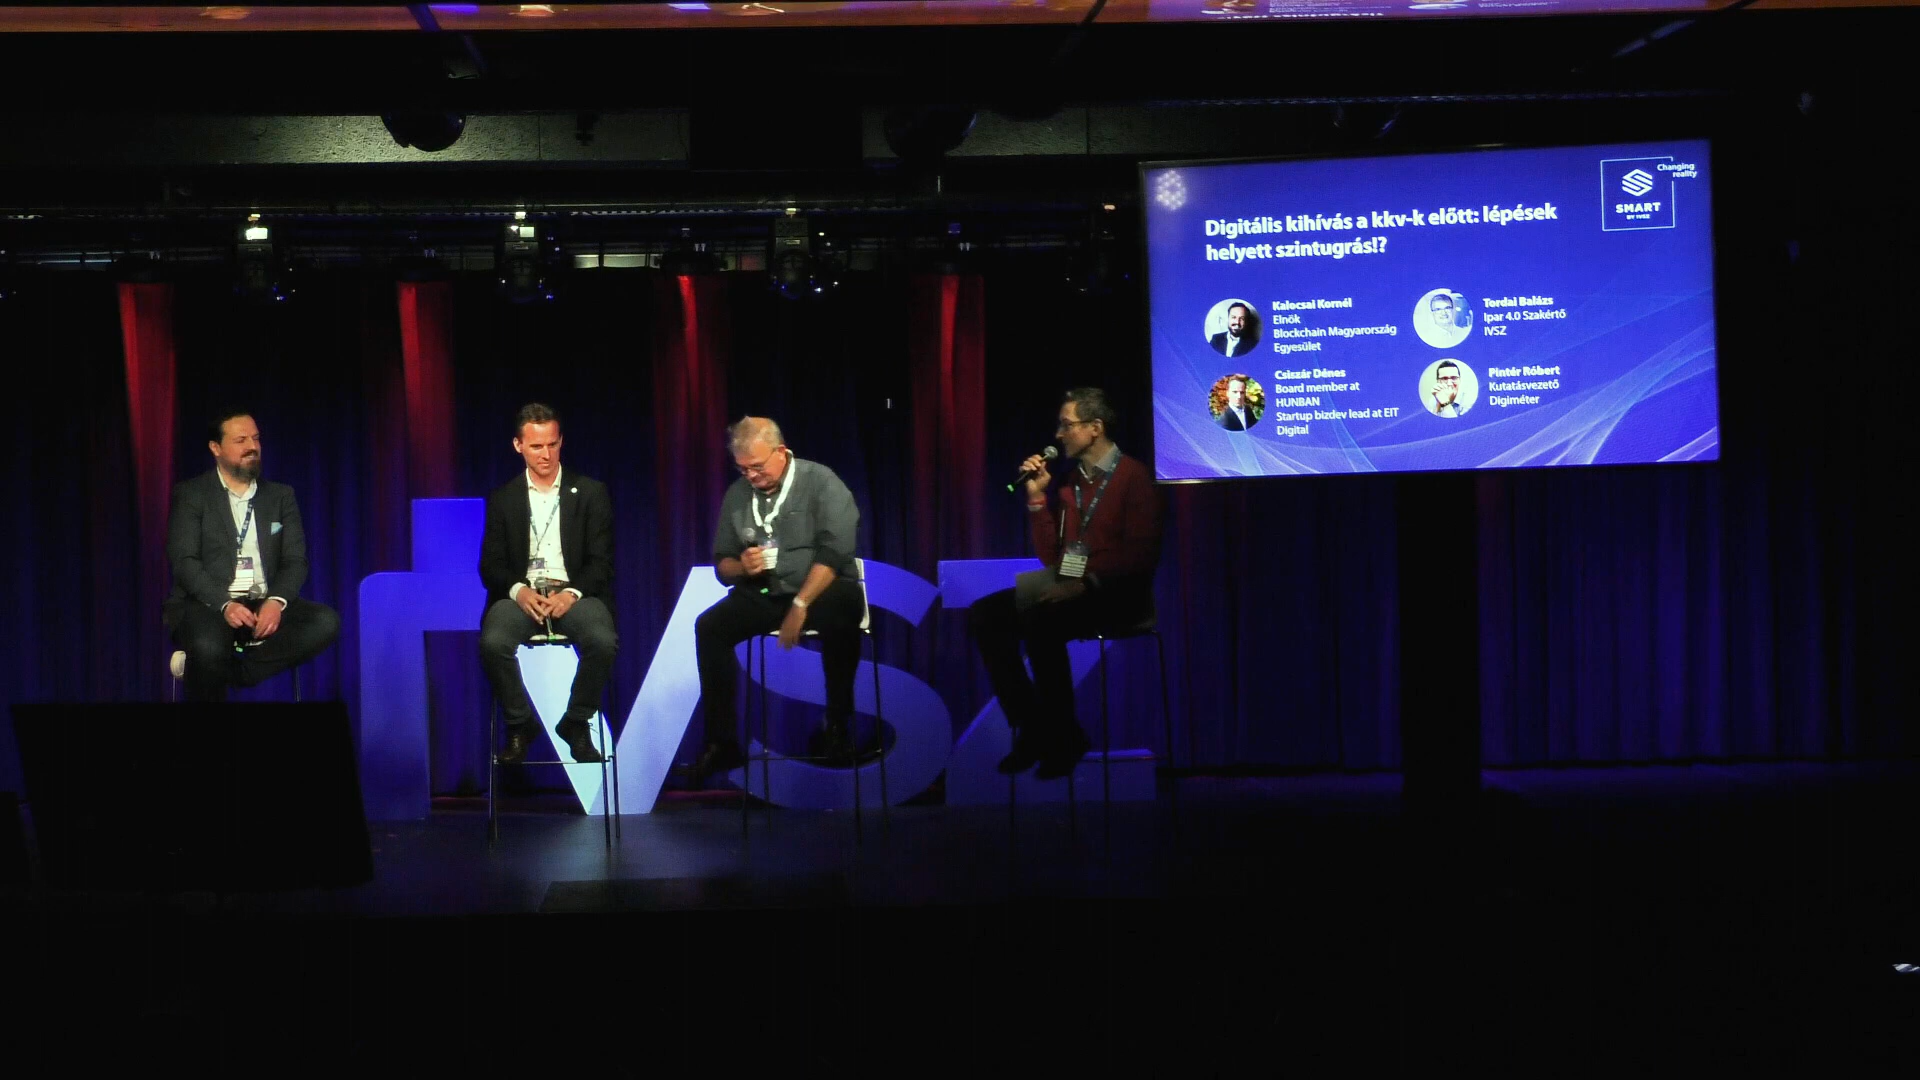 Changing
reality
SMART
BY IVSZ
Digitális kihívás a kkv-k előtt: lépések
helyett szintugrás!?
Kalocsai Kornél
Elnök
Blockchain Magyarország
Egyesület
Tordai Balázs
Ipar 4.0 Szakértő
IVSZ
Csiszár Dénes
Board member at
HUNBAN
Startup bizdev lead at EIT
Digital
Pintér Róbert
Kutatásvezető
Digiméter
ivsz